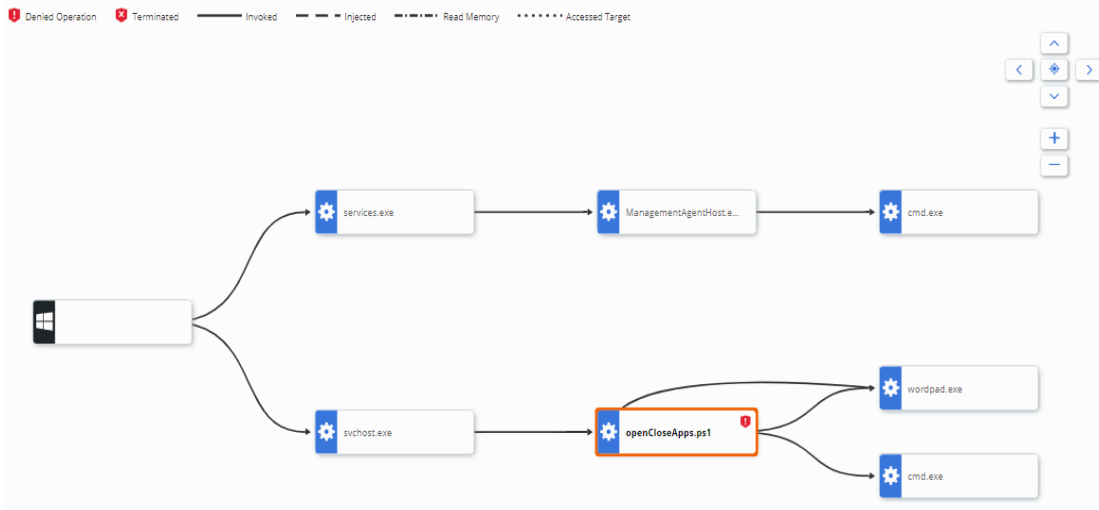 Denied Operation Terminated Invoked Injected Read Memory Accessed Target
services.exe
ManagementAgentHost.e...
cmd.exe
wordpad.exe
svchost.exe
openCloseApps.ps1
cmd.exe